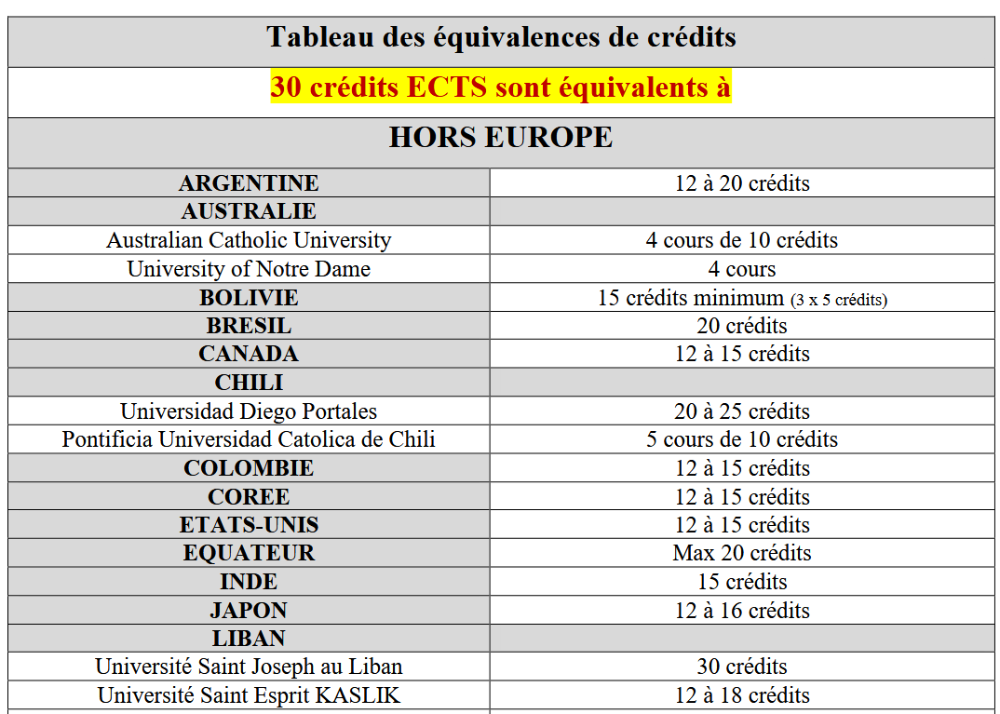 Tableau des équivalences de crédits
30 crédits ECTS sont équivalents à
HORS EUROPE
ARGENTINE 12 à 20 crédits
AUSTRALIE
Australian Catholic University 4 cours de 10 crédits
University of Notre Dame 4 cours
BOLIVIE 15 crédits minimum (3 x 5 crédits)
BRESIL 20 crédits
CANADA 12 à 15 crédits
CHILI
Universidad Diego Portales 20 à 25 crédits
Pontificia Universidad Catolica de Chili 5 cours de 10 crédits
COLOMBIE 12 à 15 crédits
COREE 12 à 15 crédits
ETATS-UNIS 12 à 15 crédits
EQUATEUR Max 20 crédits
INDE 15 crédits
JAPON 12 à 16 crédits
LIBAN
Université Saint Joseph au Liban 30 crédits
Université Saint Esprit KASLIK 12 à 18 crédits